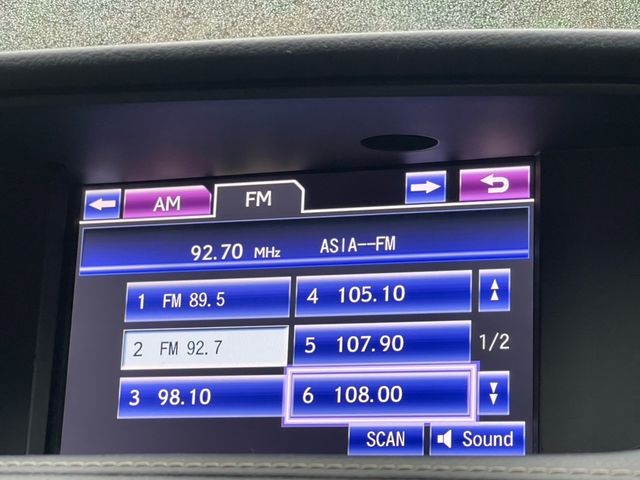 AM FM
92.70 MHz ASIA--FM
1 FM 89.5 4 105.10
2 FM 92.7 5 107.90 1/2
3 98.10 6 108.00
SCAN Sound